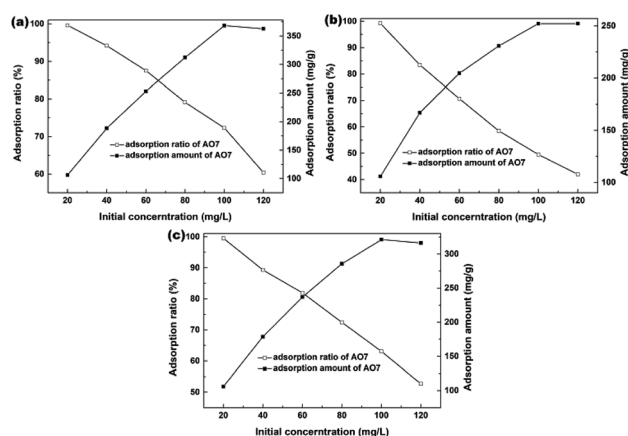 (a)
100
90
80
70
60
Adsorption ratio (%)
350
300
250
200
150
100
Adsorption amount (mg/g)
adsorption ratio of AO7
adsorption amount of AO7
20 40 60 80 100 120
Initial concerntration (mg/L)
(b)
100
90
80
70
60
50
40
Adsorption ratio (%)
250
200
150
100
Adsorption amount (mg/g)
adsorption ratio of AO7
adsorption amount of AO7
20 40 60 80 100 120
Initial concerntration (mg/L)
(c)
100
90
80
70
60
50
Adsorption ratio (%)
300
250
200
150
100
Adsorption amount (mg/g)
adsorption ratio of AO7
adsorption amount of AO7
20 40 60 80 100 120
Initial concerntration (mg/L)